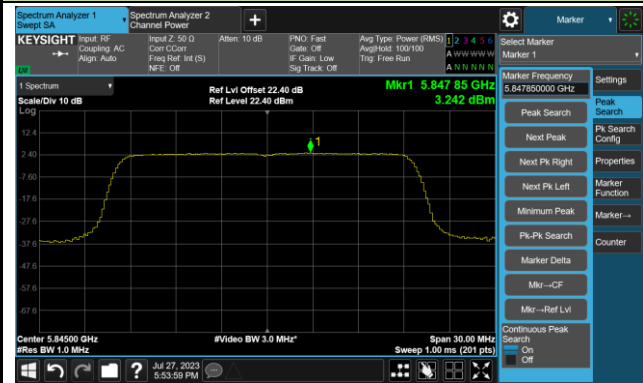 Spectrum Analyzer 1
Swept SA
Spectrum Analyzer 2
Channel Power
Marker
KEYSIGHT
Input: RF
Coupling: AC
Align: Auto
Input Z: 50 Ω
Corr CCorr
Freq Ref: Int (S)
NFE: Off
Atten: 10 dB
PNO: Fast
Gate: Off
IF Gain: Low
Sig Track: Off
Avg Type: Power (RMS)
Avg|Hold: 100/100
Trig: Free Run
1 2 3 4 5 6
A W W W W W
A N N N N N
Select Marker
Marker 1
1 Spectrum
Scale/Div 10 dB
Log
Ref Lvl Offset 22.40 dB
Ref Level 22.40 dBm
Mkr1 5.847 85 GHz
3.242 dBm
1
12.4
2.40
-7.60
-17.6
-27.6
-37.6
-47.6
-57.6
-67.6
Center 5.84500 GHz
#Res BW 1.0 MHz
#Video BW 3.0 MHz*
Span 30.00 MHz
Sweep 1.00 ms (201 pts)
Marker Frequency
5.847850000 GHz
Peak Search
Next Peak
Next Pk Right
Next Pk Left
Minimum Peak
Pk-Pk Search
Marker Delta
Mkr→CF
Mkr→Ref Lvl
Continuous Peak
Search
On
Off
Settings
Peak
Search
Pk Search
Config
Properties
Marker
Function
Marker→
Counter
Jul 27, 2023
5:53:59 PM